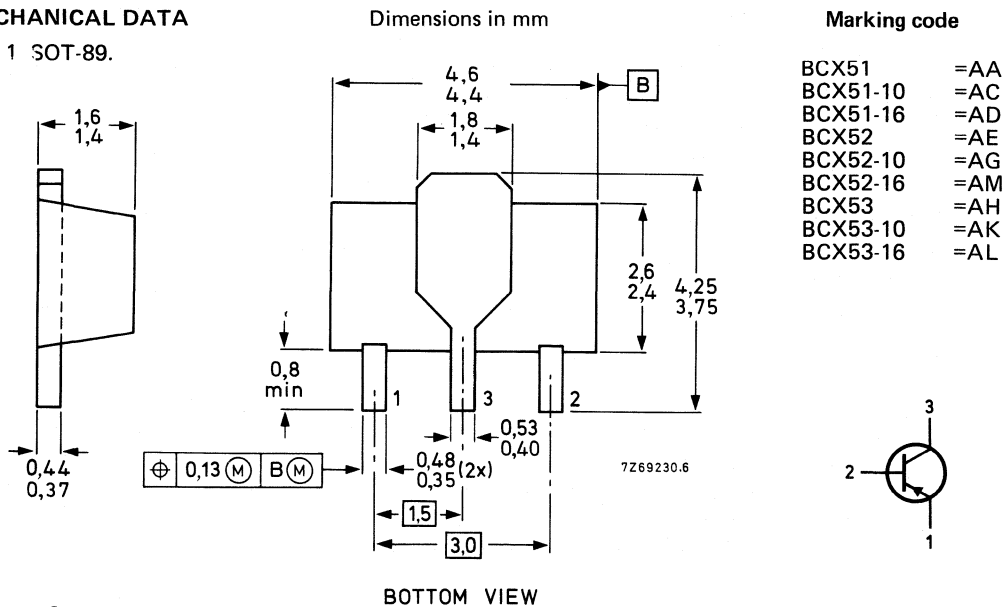 CHANICAL DATA
Dimensions in mm
Marking code
1 SOT-89.
BCX51 =AA
BCX51-10 =AC
BCX51-16 =AD
BCX52 =AE
BCX52-10 =AG
BCX52-16 =AM
BCX53 =AH
BCX53-10 =AK
BCX53-16 =AL
4,6
4,4
B
1,6
1,4
1,8
1,4
2,6
2,4
4,25
3,75
0,8
min
1
3
2
0,53
0,40
0,44
0,37
0,13 M B M
0,48
0,35 (2x)
7Z69230.6
1,5
3,0
3
2
1
BOTTOM VIEW